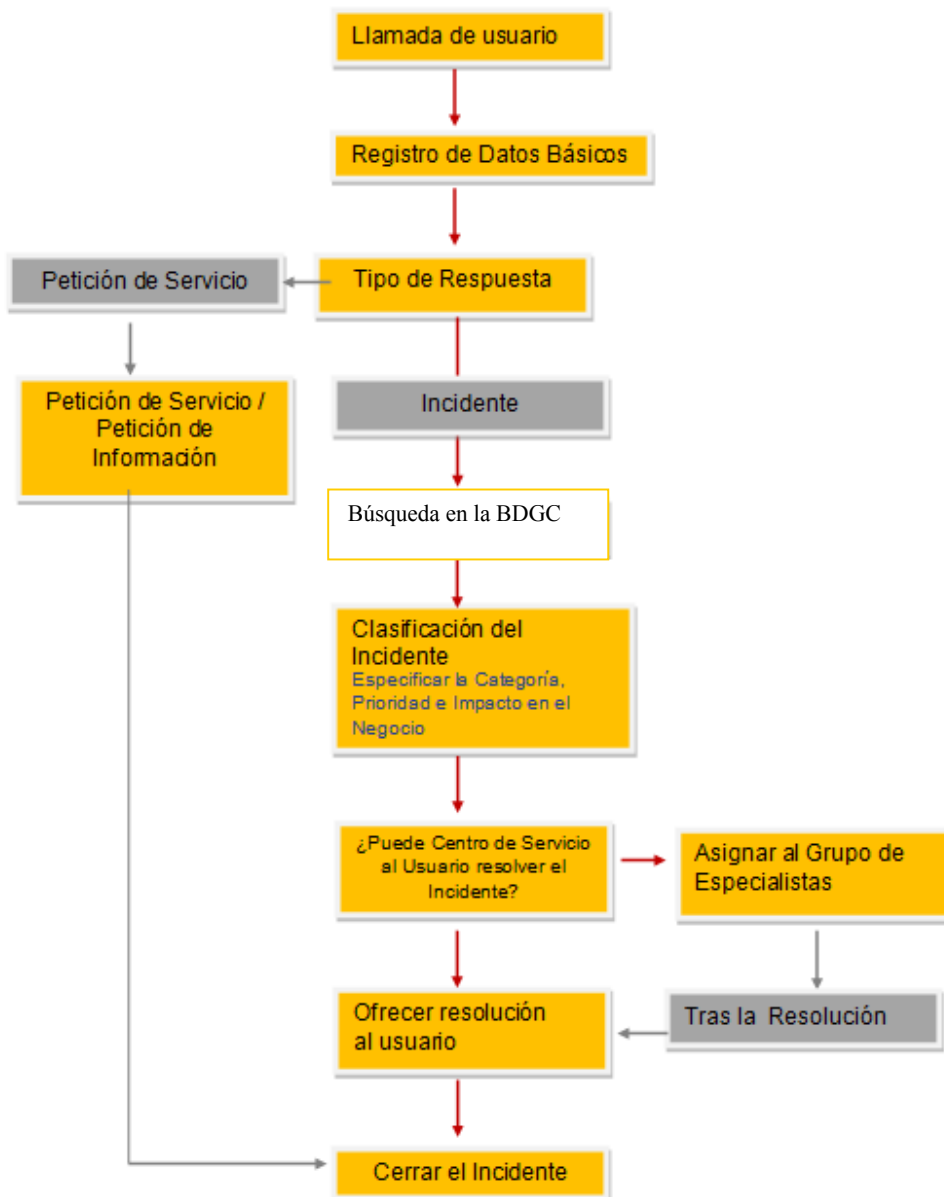 Llamada de usuario
Registro de Datos Básicos
Petición de Servicio
Tipo de Respuesta
Petición de Servicio /
Petición de
Información
Incidente
Búsqueda en la BDGC
Clasificación del
Incidente
Especificar la Categoría,
Prioridad e Impacto en el
Negocio
¿Puede Centro de Servicio
al Usuario resolver el
Incidente?
Asignar al Grupo de
Especialistas
Ofrecer resolución
al usuario
Tras la Resolución
Cerrar el Incidente